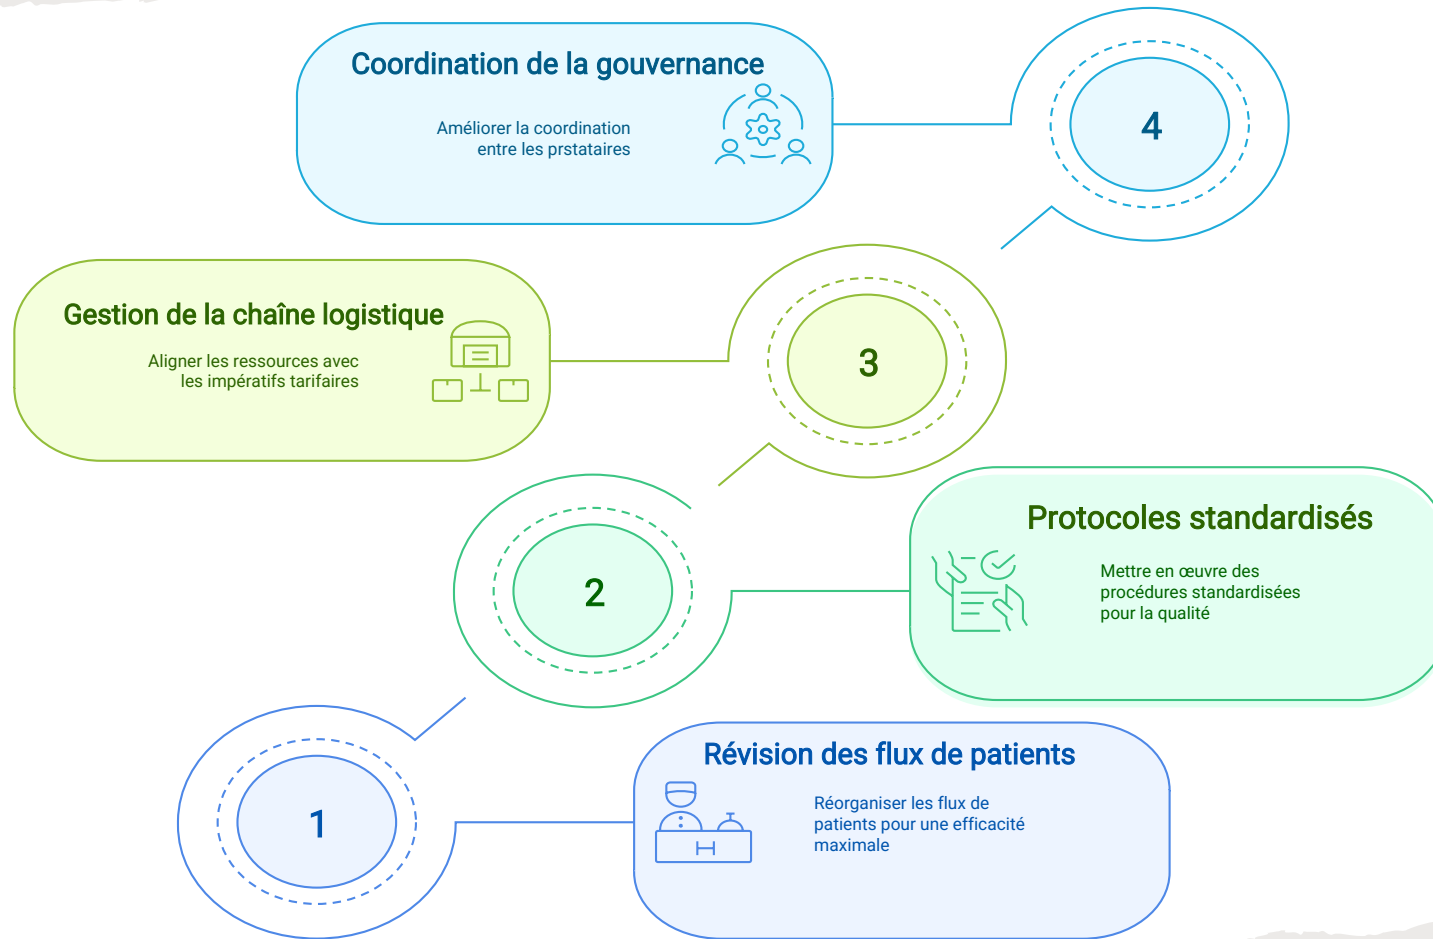 Coordination de la gouvernance
Améliorer la coordination
entre les prstataires
4
Gestion de la chaîne logistique
Aligner les ressources avec
les impératifs tarifaires
3
Protocoles standardisés
Mettre en œuvre des
procédures standardisées
pour la qualité
2
Révision des flux de patients
Réorganiser les flux de
patients pour une efficacité
maximale
1